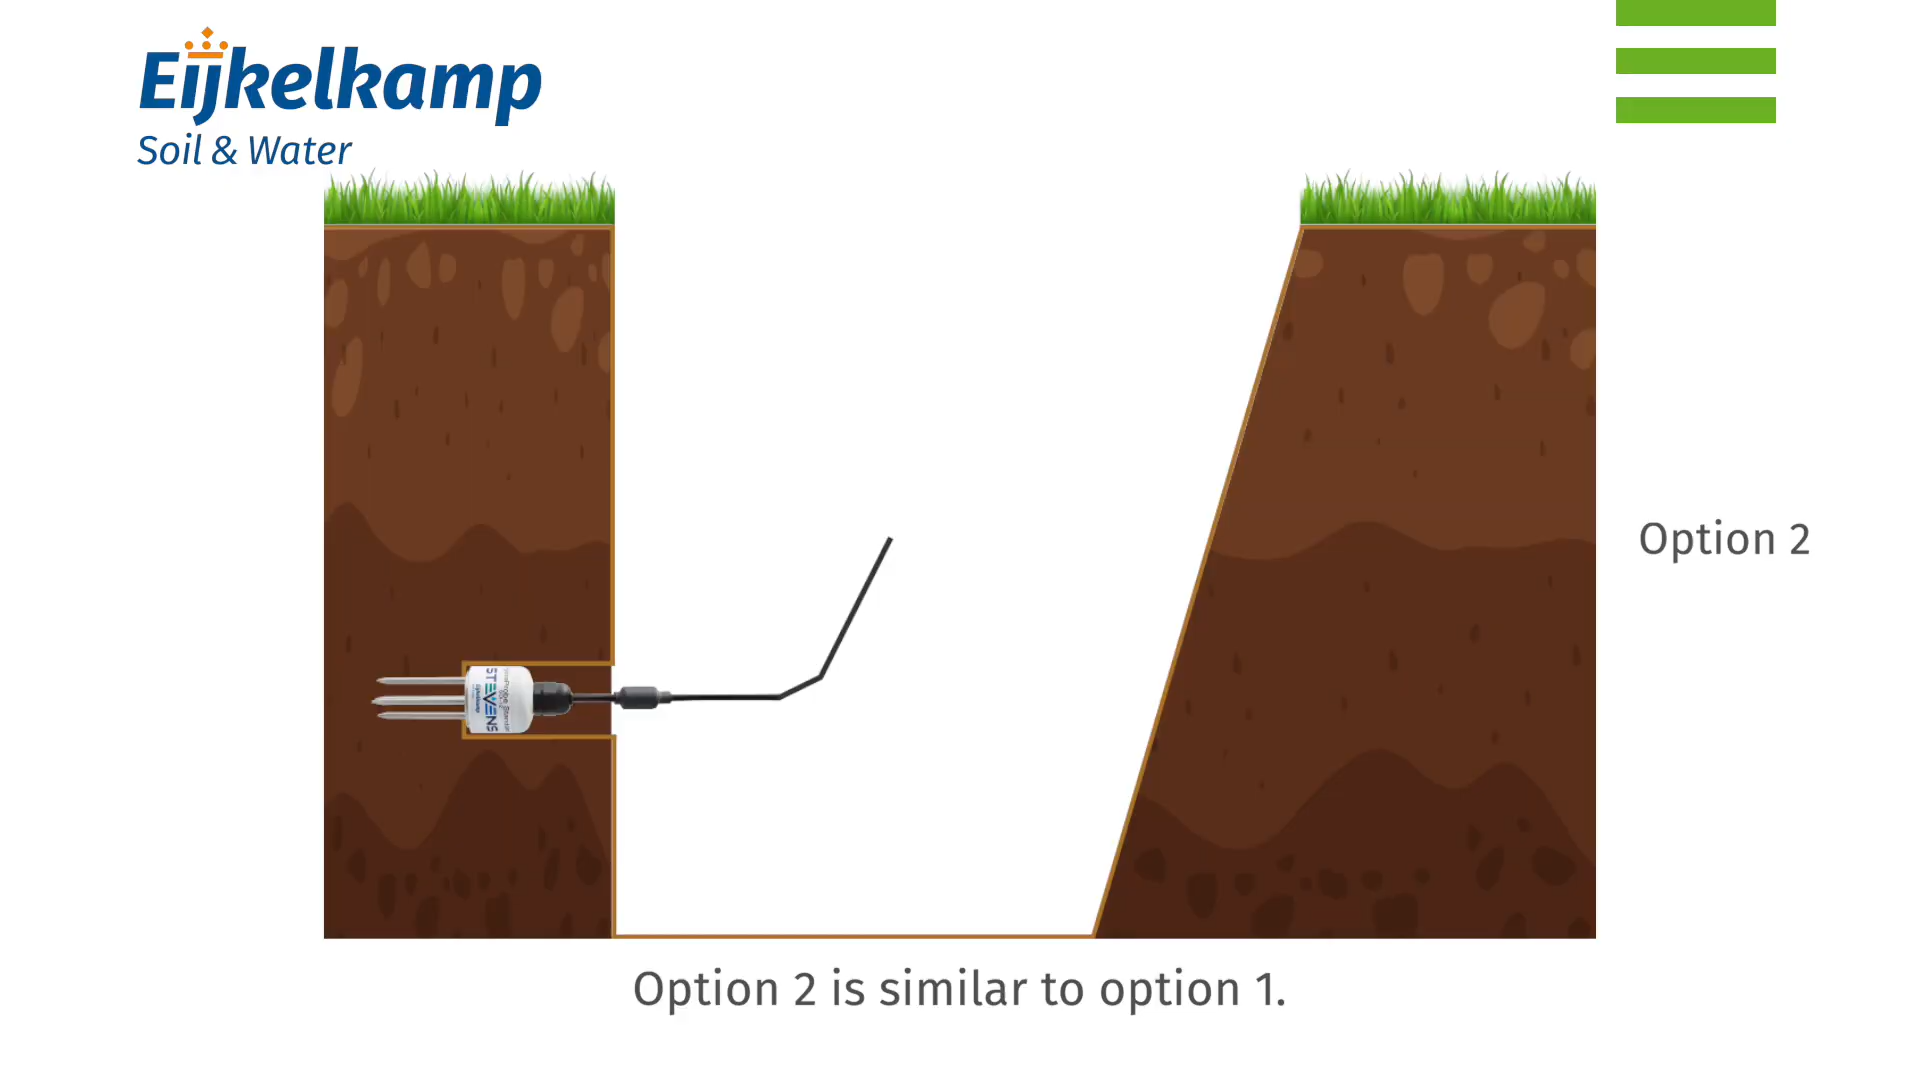 Eijkelkamp
Soil & Water
Option 2
STEVENS
Option 2 is similar to option 1.